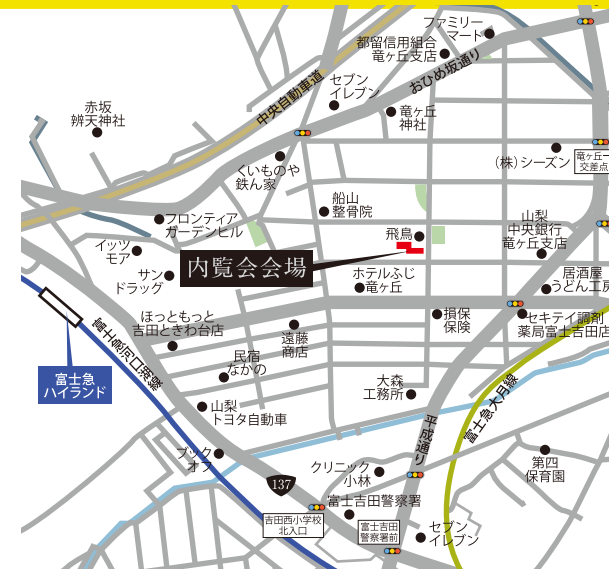 ファミリー
マート
都留信用組合
竜ヶ丘支店
おひめ坂通り
セブン
イレブン
中央自動車道
赤坂
辨天神社
竜ヶ丘
神社
竜ヶ丘一
交差点
(株)シーズン
くいものや
鉄ん家
船山
整骨院
山梨
中央銀行
竜ヶ丘支店
フロンティア
ガーデンヒル
飛鳥
イッツ
モア
内覧会会場
サン
ドラッグ
ホテルふじ
竜ヶ丘
居酒屋
うどん工房
ほっともっと
吉田ときわ台店
損保
保険
セキテイ調剤
薬局富士吉田店
遠藤
商店
富士急河口湖線
民宿
なかの
富士急
ハイランド
大森
工務所
富士急大月線
山梨
トヨタ自動車
平成通り
ブック
オフ
クリニック
小林
第四
保育園
137
富士吉田警察署
吉田西小学校
北入口
富士吉田
警察署前
セブン
イレブン